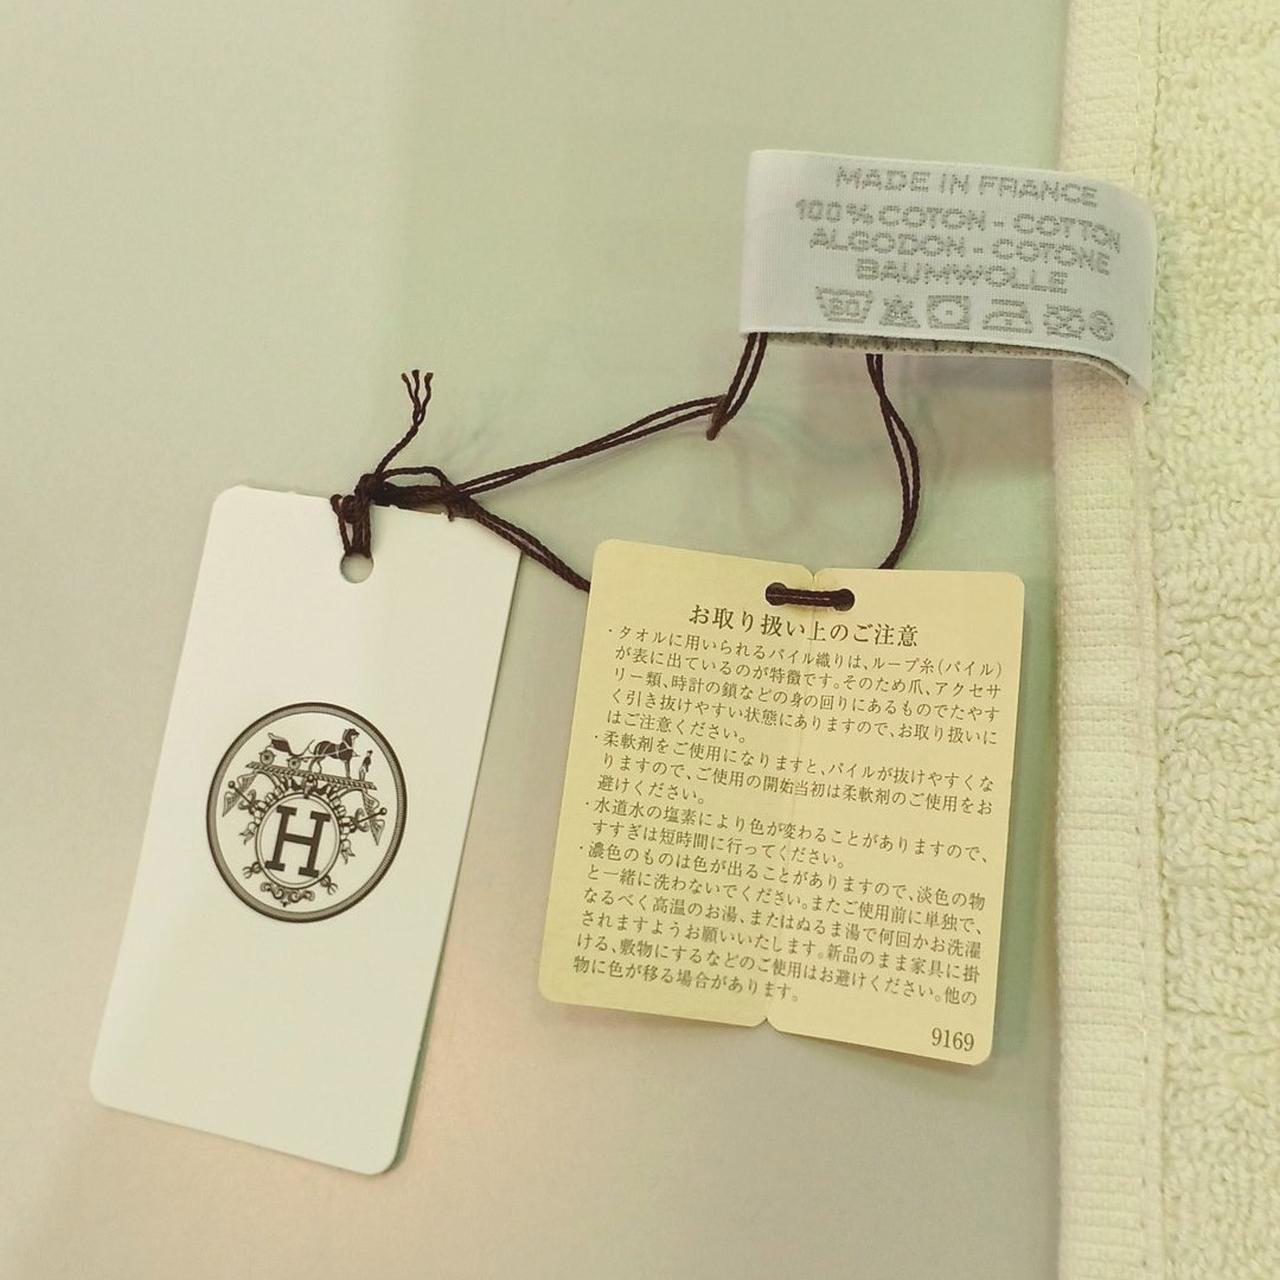 MADE IN FRANCE
100% COTON - COTTON
ALGODON - COTONE
BAUMWOLLE
60
H
お取り扱い上のご注意
・タオルに用いられるパイル織りは、ループ糸(パイル)
が表に出ているのが特徴です。そのため爪、アクセサ
リー類、時計の鎖などの身の回りにあるものでたやす
く引き抜けやすい状態にありますので、お取り扱いに
はご注意ください。
・柔軟剤をご使用になりますと、パイルが抜けやすくな
りますので、ご使用の開始当初は柔軟剤のご使用をお
避けください。
・水道水の塩素により色が変わることがありますので、
すすぎは短時間に行ってください。
・濃色のものは色が出ることがありますので、淡色の物
と一緒に洗わないでください。またご使用前に単独で、
なるべく高温のお湯、またはぬるま湯で何回かお洗濯
されますようお願いいたします。新品のまま家具に掛
ける、敷物にするなどのご使用はお避けください。他の
物に色が移る場合があります。
9169